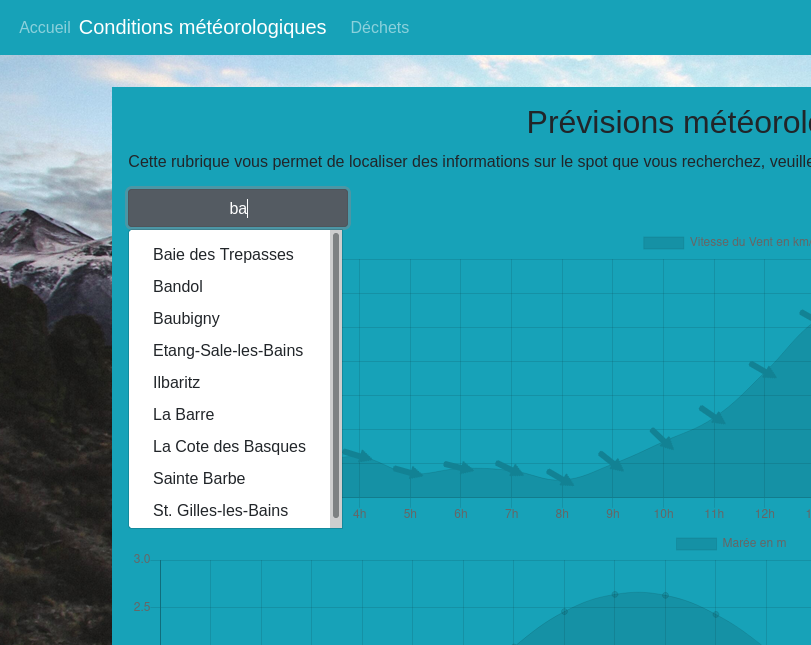 Accueil Conditions météorologiques Déchets
Prévisions
Cette rubrique vous permet de localiser des informations sur le spot que vous recherchez,
ba
Baie des Trepasses
Bandol
Baubigny
Etang-Sale-les-Bains
Ilbaritz
La Barre
La Cote des Basques
Sainte Barbe
St. Gilles-les-Bains
Vitesse du Vent en km
4h 5h 6h 7h 8h 9h 10h 11h 12h
Marée en m
3.0
2.5